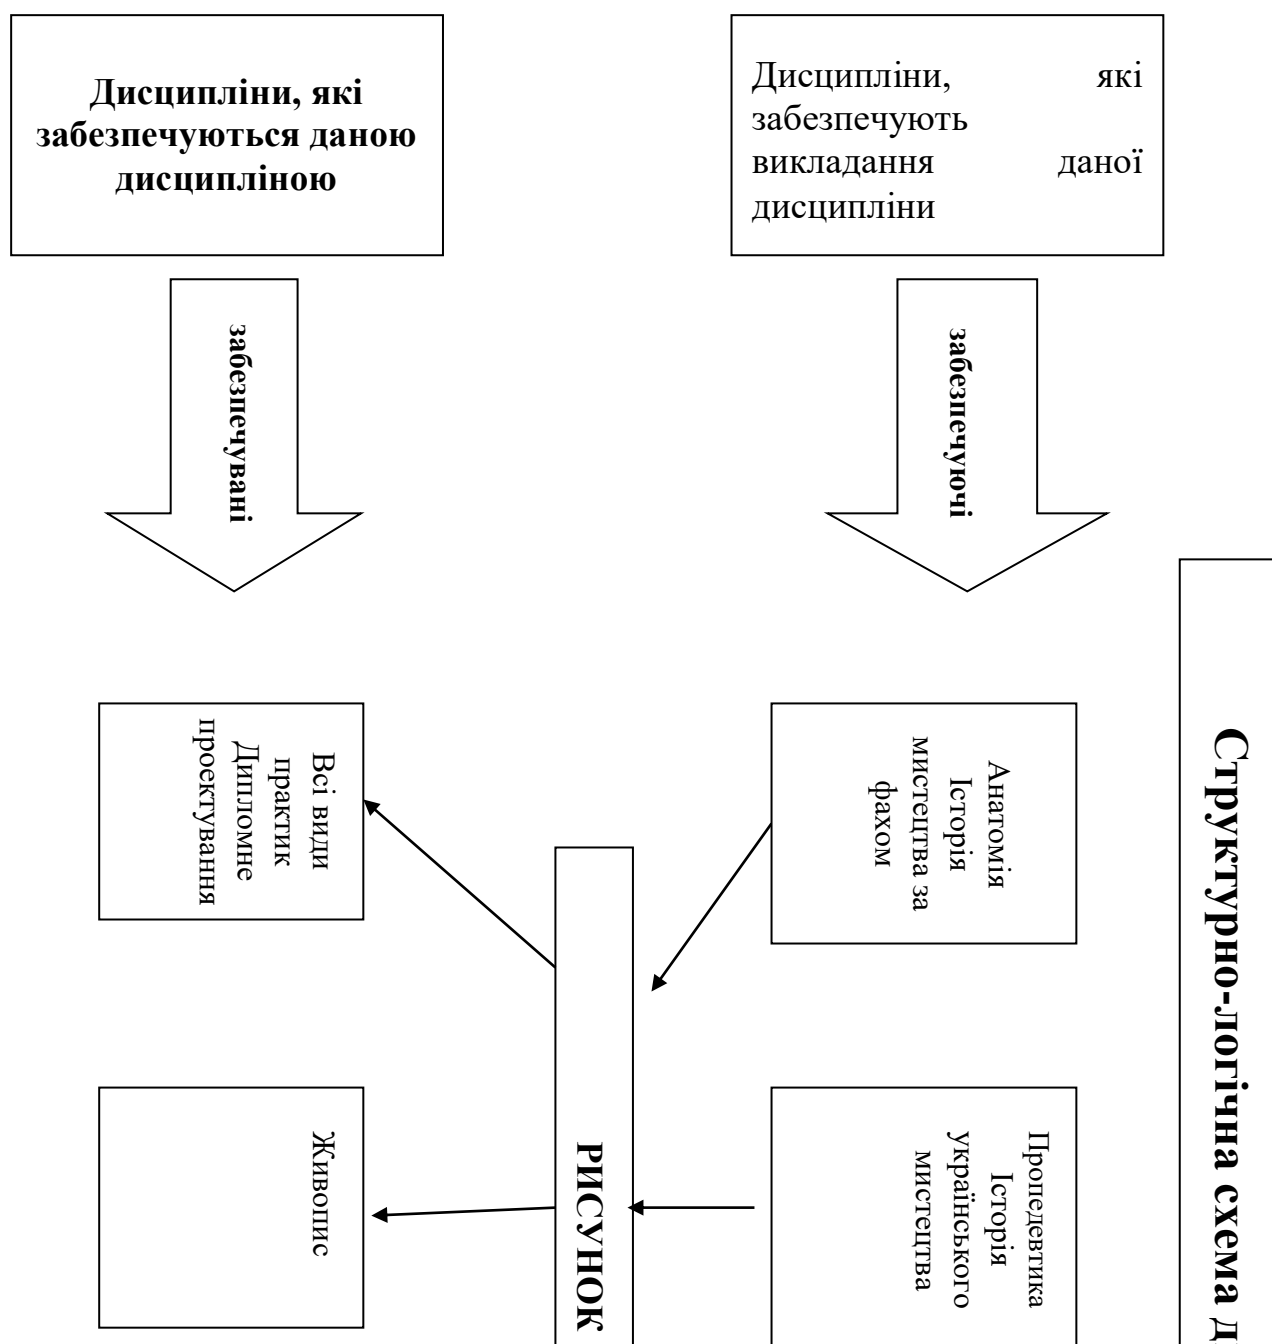 Дисципліни, які
забезпечуються даною
дисципліною
Дисципліни, які
забезпечують
викладання даної
дисципліни
забезпечувані
забезпечуючі
Структурно-логічна схема
Всі види
практик
Дипломне
проектування
Анатомія
Історія
мистецтва за
фахом
РИСУНОК
Живопис
Пропедевтика
Історія
українського
мистецтва